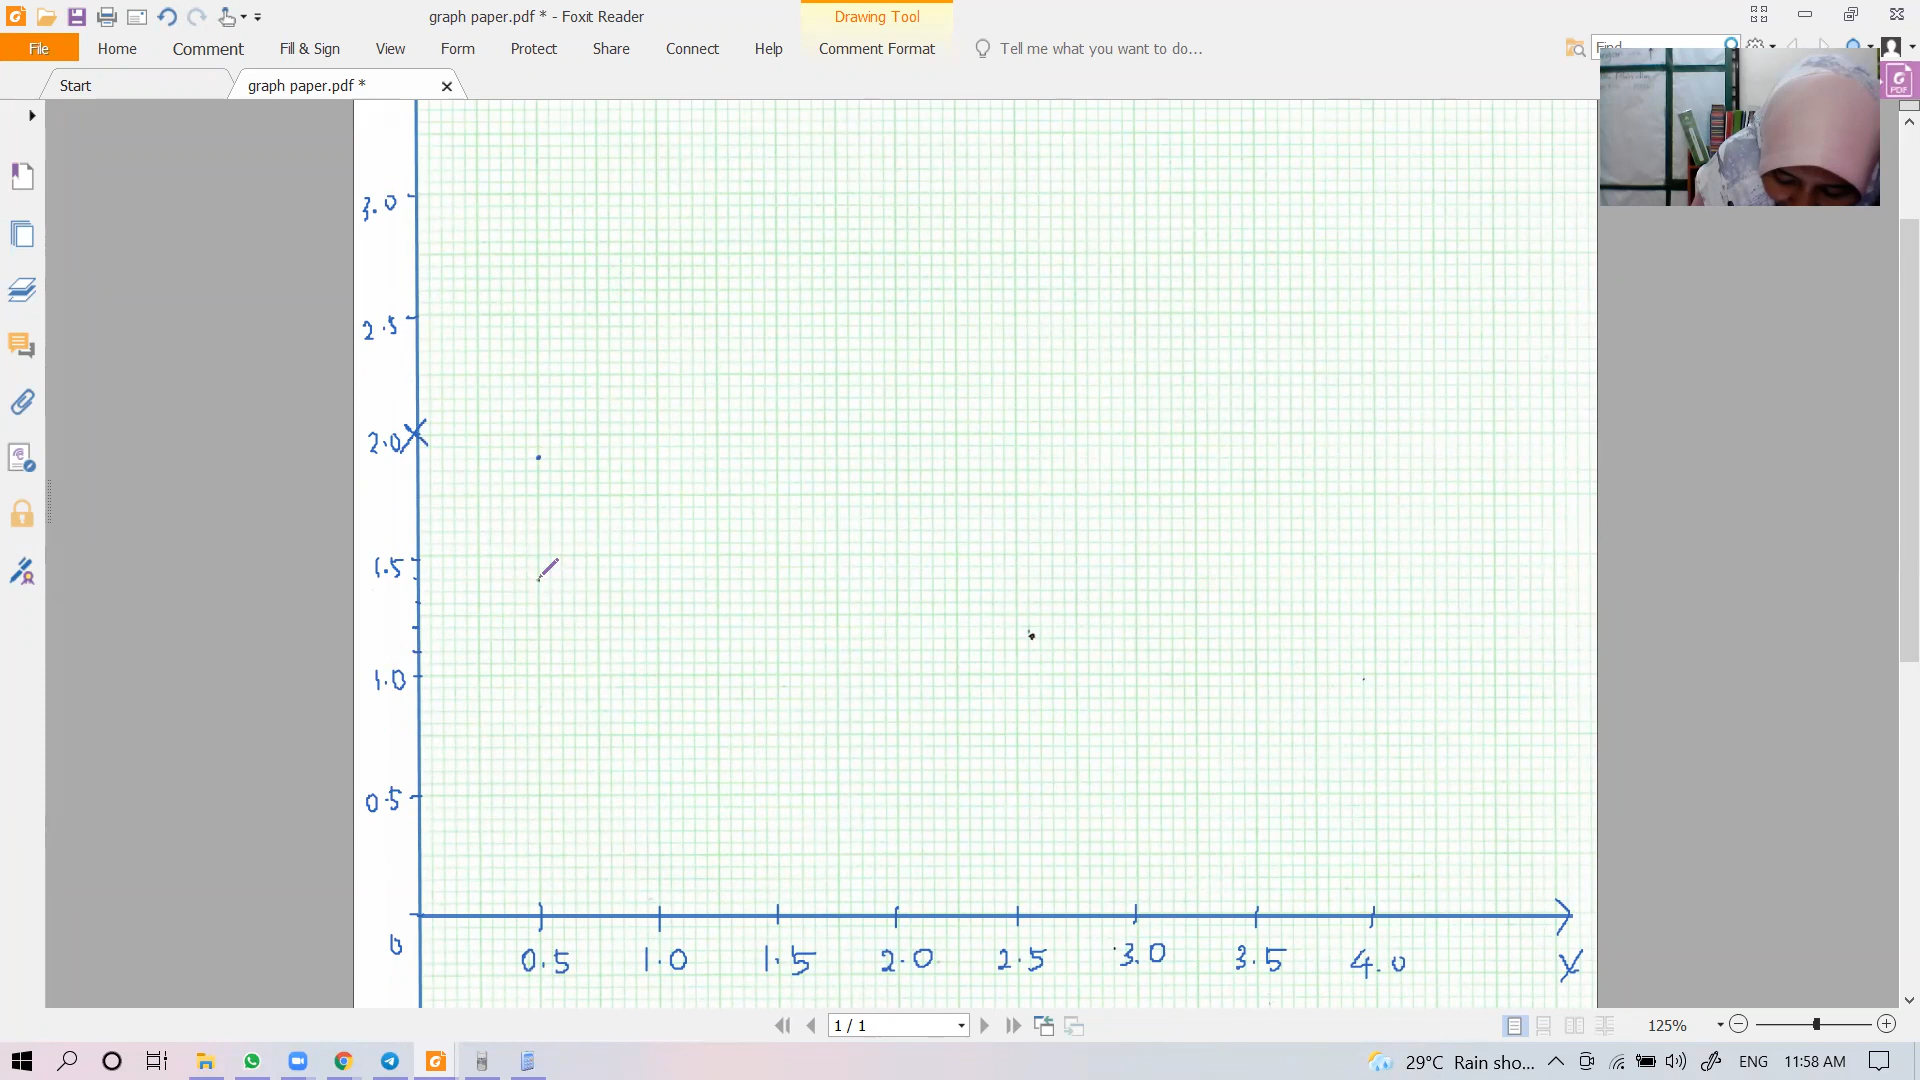 graph paper.pdf * - Foxit Reader
Drawing Tool
File Home Comment Fill & Sign View Form Protect Share Connect Help Comment Format Tell me what you want to do... Find
Start graph paper.pdf *
PDF
3.0
2.5
2.0
1.5
1.0
0.5
0
0.5 1.0 1.5 2.0 2.5 3.0 3.5 4.0 x
1 / 1
125%
29°C Rain sho... ENG 11:58 AM